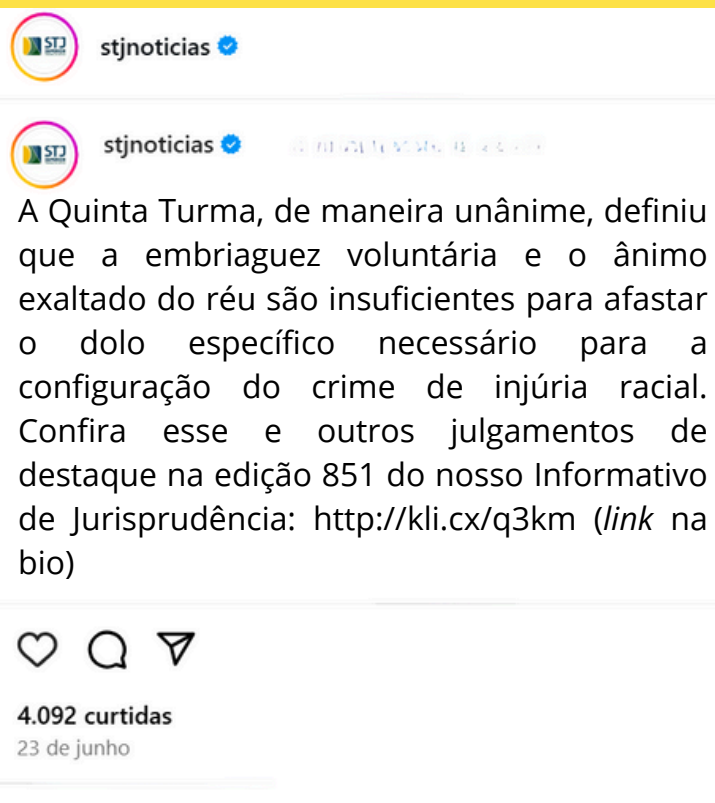 STJ
stjnoticias
STJ
stjnoticias
A Quinta Turma, de maneira unânime, definiu
que a embriaguez voluntária e o ânimo
exaltado do réu são insuficientes para afastar
o dolo específico necessário para a
configuração do crime de injúria racial.
Confira esse e outros julgamentos de
destaque na edição 851 do nosso Informativo
de Jurisprudência: http://kli.cx/q3km (link na
bio)
4.092 curtidas
23 de junho